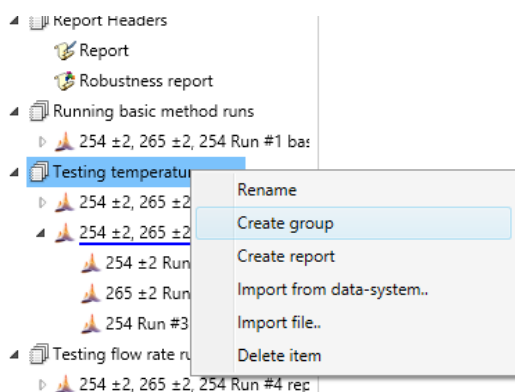 Report Headers
Report
Robustness report
Running basic method runs
254 ±2, 265 ±2, 254 Run #1 bas
Testing temperatu
254 ±2, 265 ±2
254 ±2, 265 ±2
254 ±2 Run
265 ±2 Run
254 Run #3
Testing flow rate ru
254 ±2, 265 ±2, 254 Run #4 rep
Rename
Create group
Create report
Import from data-system..
Import file..
Delete item